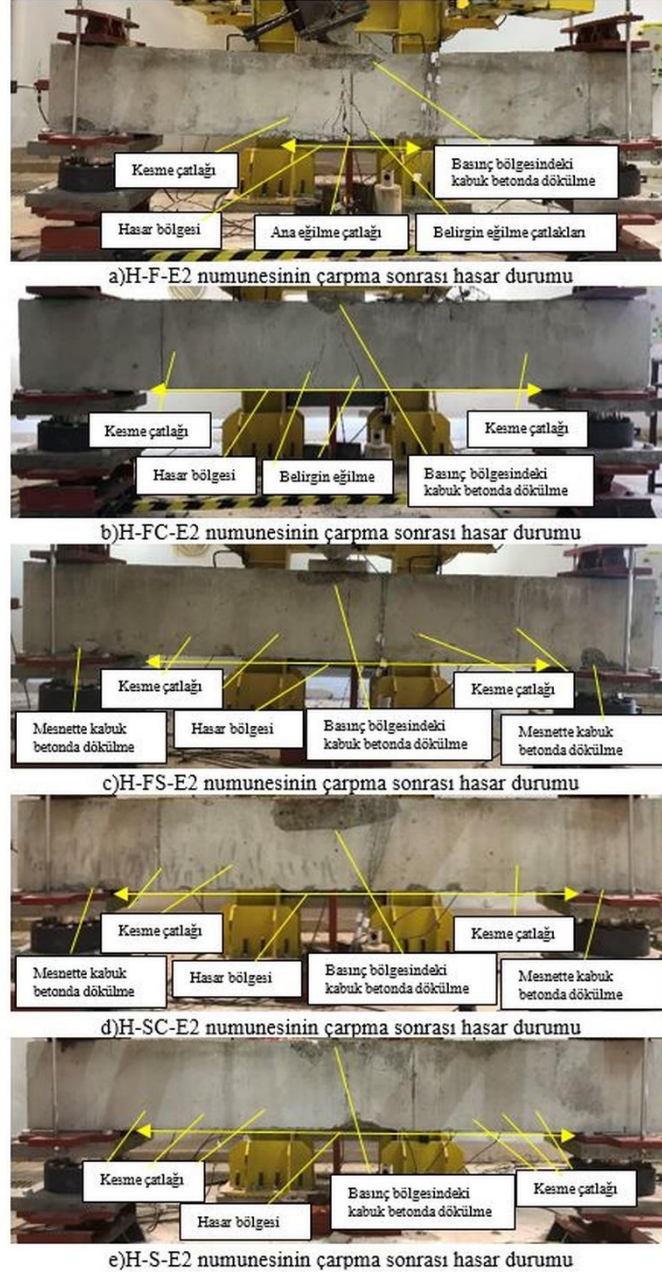 Kesme çatlağı
Basınç bölgesindeki
kabuk betonda dökülme
Hasar bölgesi
Ana eğilme çatlağı
Belirgin eğilme çatlakları
a)H-F-E2 numunesinin çarpma sonrası hasar durumu
Kesme çatlağı
Kesme çatlağı
Hasar bölgesi
Belirgin eğilme
Basınç bölgesindeki
kabuk betonda dökülme
b)H-FC-E2 numunesinin çarpma sonrası hasar durumu
Kesme çatlağı
Kesme çatlağı
Mesnette kabuk
betonda dökülme
Hasar bölgesi
Basınç bölgesindeki
kabuk betonda dökülme
Mesnette kabuk
betonda dökülme
c)H-FS-E2 numunesinin çarpma sonrası hasar durumu
Kesme çatlağı
Kesme çatlağı
Mesnette kabuk
betonda dökülme
Hasar bölgesi
Basınç bölgesindeki
kabuk betonda dökülme
Mesnette kabuk
betonda dökülme
d)H-SC-E2 numunesinin çarpma sonrası hasar durumu
Kesme çatlağı
Basınç bölgesindeki
kabuk betonda dökülme
Kesme çatlağı
Hasar bölgesi
e)H-S-E2 numunesinin çarpma sonrası hasar durumu